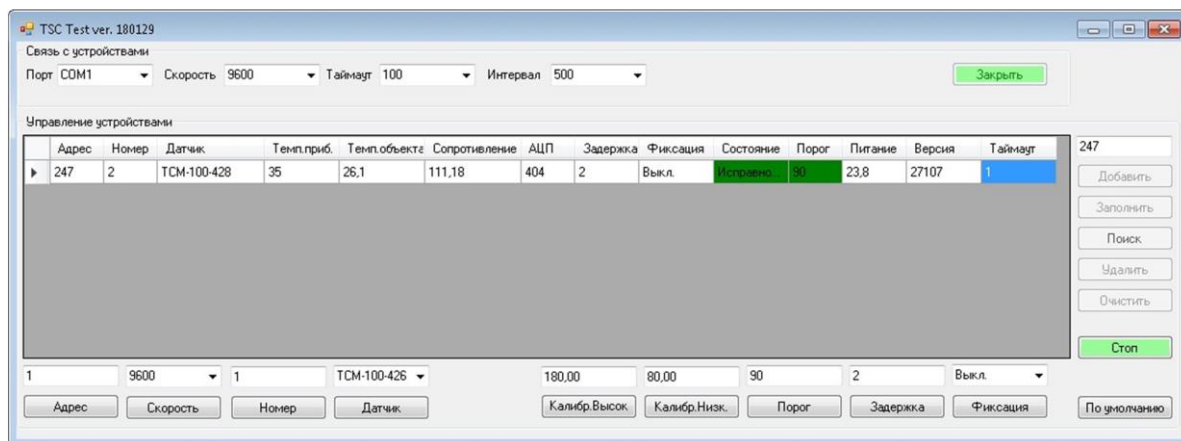 TSC Test ver. 180129
Связь с устройствами
Порт COM1 Скорость 9600 Таймаут 100 Интервал 500 Закрыть
Управление устройствами
Адрес Номер Датчик Темп.приб. Темп.объекта Сопротивление АЦП Задержка Фиксация Состояние Порог Питание Версия Таймаут 247
247 2 ТСМ-100-428 35 26,1 111,18 404 2 Выкл. Исправно... 90 23,8 27107 1
Добавить
Заполнить
Поиск
Удалить
Очистить
Стоп
1 9600 1 ТСМ-100-426 180,00 80,00 90 2 Выкл.
Адрес Скорость Номер Датчик Калибр.Высок Калибр.Низк. Порог Задержка Фиксация По умолчанию